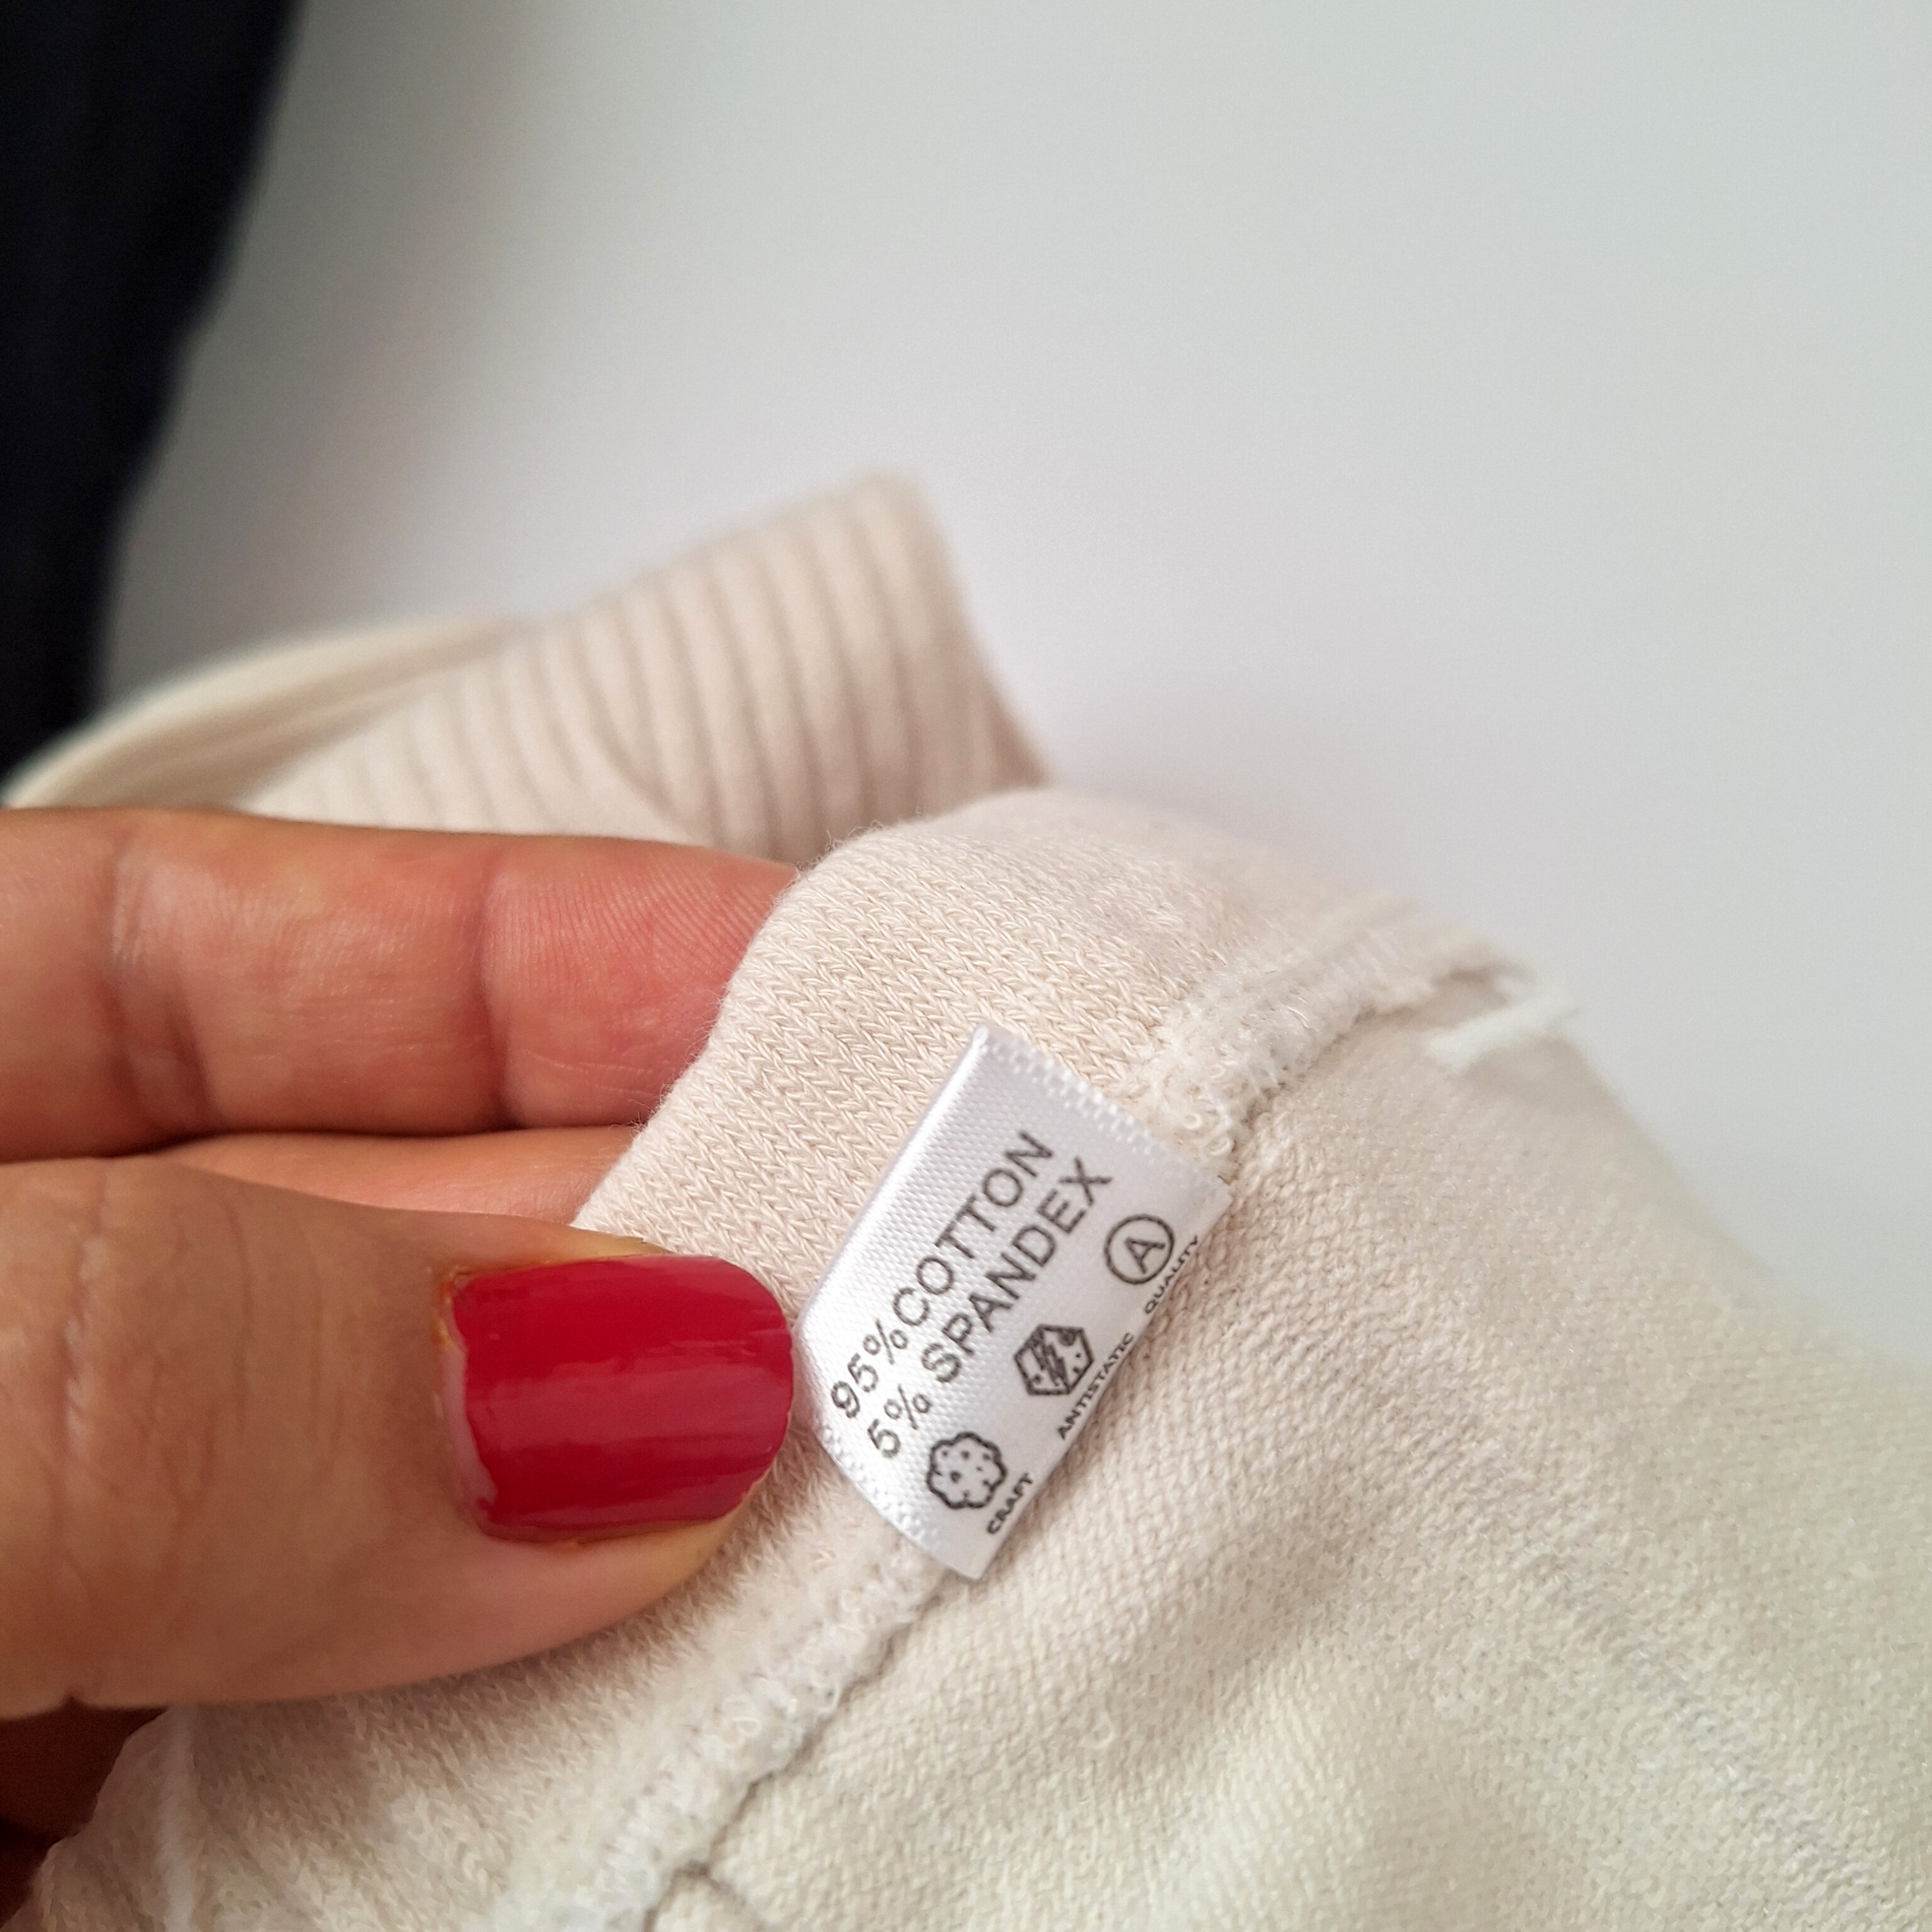 95%COTTON
5% SPANDEX
CRAFT
ANTISTATIC
A
QUALITY